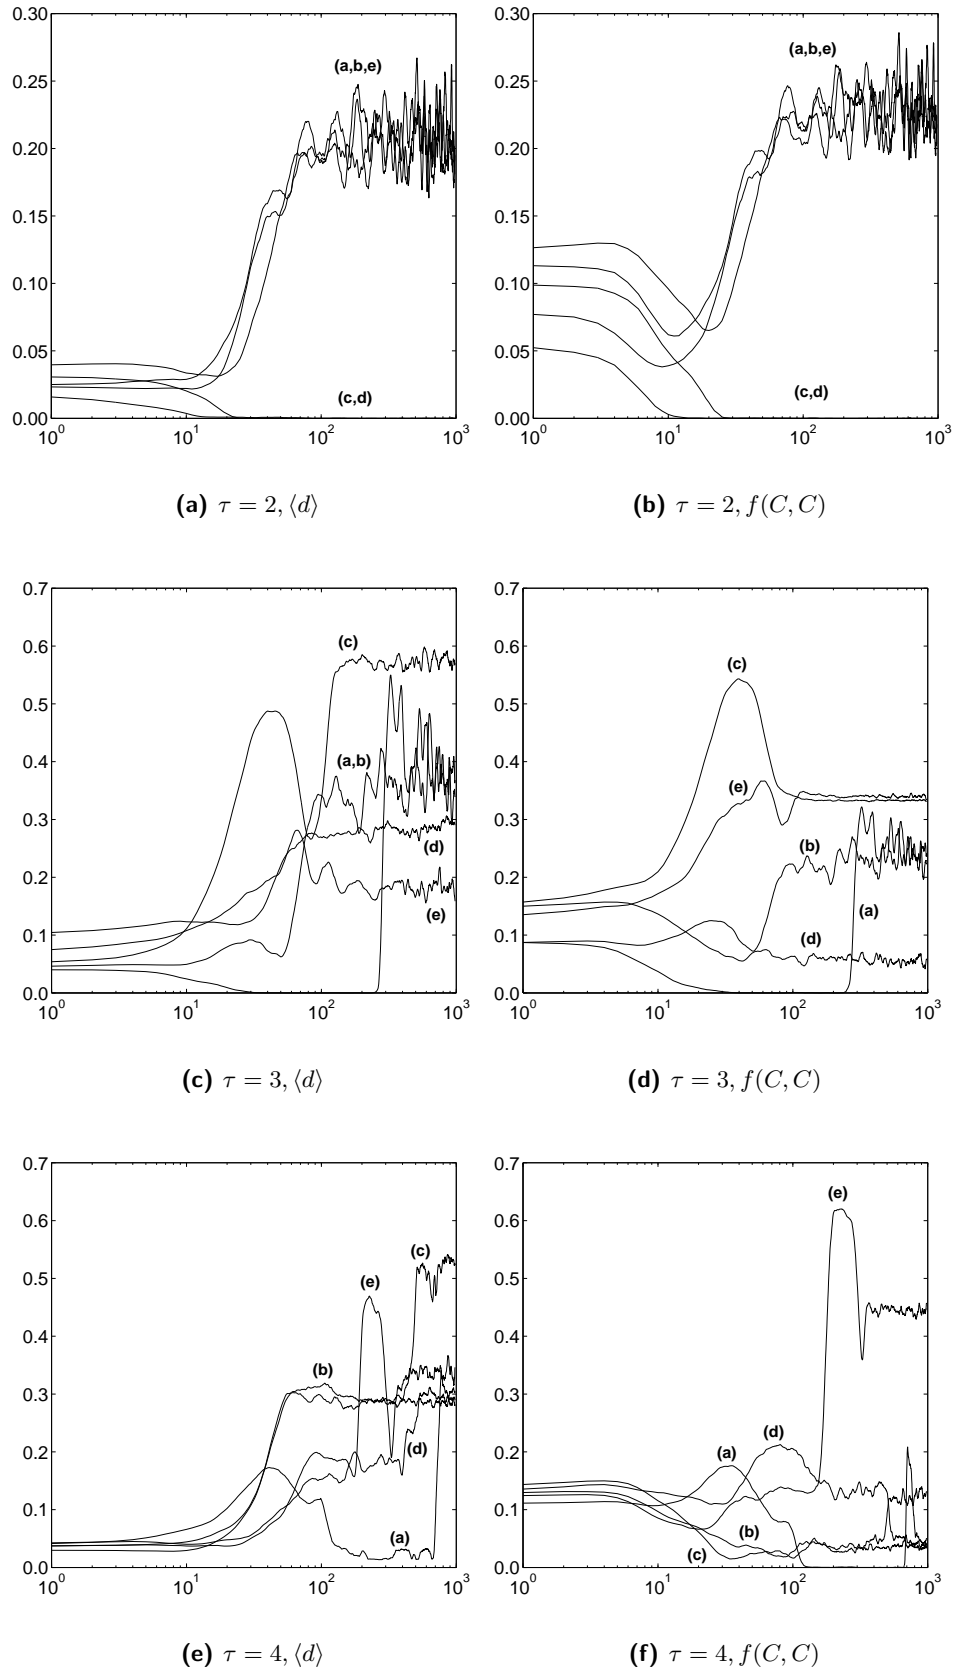 0.30
0.25
0.20
0.15
0.10
0.05
0.00
10^0 10^1 10^2 10^3
(a,b,e)
(c,d)
(a) τ = 2, ⟨d⟩
0.30
0.25
0.20
0.15
0.10
0.05
0.00
10^0 10^1 10^2 10^3
(a,b,e)
(c,d)
(b) τ = 2, f(C, C)
0.7
0.6
0.5
0.4
0.3
0.2
0.1
0.0
10^0 10^1 10^2 10^3
(c)
(a,b)
(d)
(e)
(c) τ = 3, ⟨d⟩
0.7
0.6
0.5
0.4
0.3
0.2
0.1
0.0
10^0 10^1 10^2 10^3
(c)
(e)
(b)
(a)
(d)
(d) τ = 3, f(C, C)
0.7
0.6
0.5
0.4
0.3
0.2
0.1
0.0
10^0 10^1 10^2 10^3
(c)
(e)
(b)
(d)
(a)
(e) τ = 4, ⟨d⟩
0.7
0.6
0.5
0.4
0.3
0.2
0.1
0.0
10^0 10^1 10^2 10^3
(e)
(d)
(a)
(b)
(c)
(f) τ = 4, f(C, C)